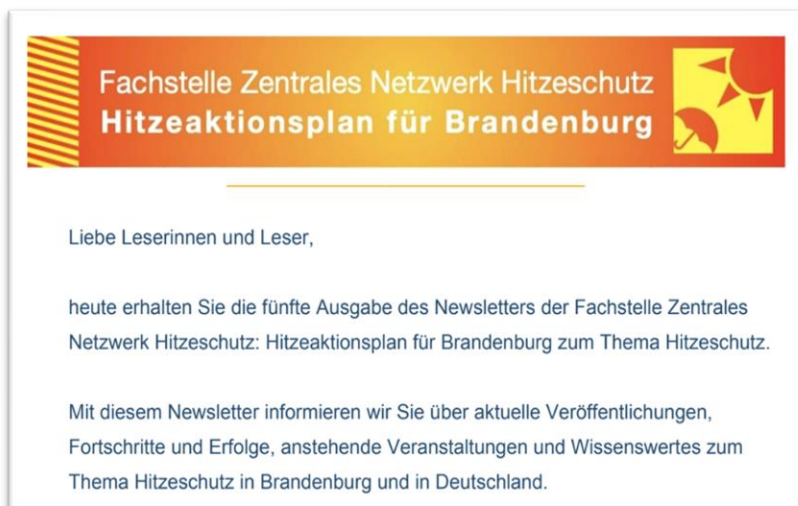 Fachstelle Zentrales Netzwerk Hitzeschutz
Hitzeaktionsplan für Brandenburg
Liebe Leserinnen und Leser,
heute erhalten Sie die fünfte Ausgabe des Newsletters der Fachstelle Zentrales
Netzwerk Hitzeschutz: Hitzeaktionsplan für Brandenburg zum Thema Hitzeschutz.
Mit diesem Newsletter informieren wir Sie über aktuelle Veröffentlichungen,
Fortschritte und Erfolge, anstehende Veranstaltungen und Wissenswertes zum
Thema Hitzeschutz in Brandenburg und in Deutschland.